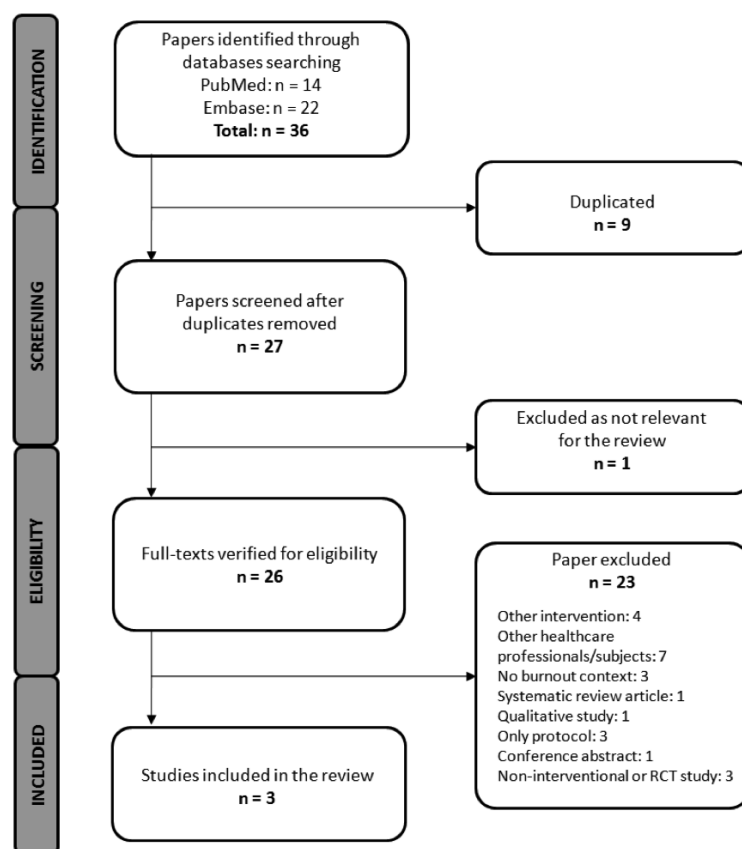 IDENTIFICATION
Papers identified through
databases searching
PubMed: n = 14
Embase: n = 22
Total: n = 36
Duplicated
n = 9
SCREENING
Papers screened after
duplicates removed
n = 27
Excluded as not relevant
for the review
n = 1
ELIGIBILITY
Full-texts verified for eligibility
n = 26
Paper excluded
n = 23
Other intervention: 4
Other healthcare
professionals/subjects: 7
No burnout context: 3
Systematic review article: 1
Qualitative study: 1
Only protocol: 3
Conference abstract: 1
Non-interventional or RCT study: 3
INCLUDED
Studies included in the review
n = 3